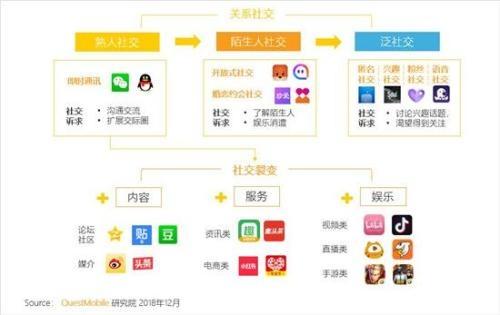 关系社交
熟人社交
陌生人社交
泛社交
即时通讯
开放式社交
婚恋约会社交
匿名社交
兴趣社交
粉丝社交
语音社交
社交诉求
• 沟通交流
• 扩展交际圈
社交诉求
• 了解陌生人
• 娱乐消遣
社交诉求
• 讨论兴趣话题,
• 渴望得到关注
社交裂变
+
+
+
内容
服务
娱乐
论坛社区
贴
豆
媒介
头条
资讯类
趣
惠头条
电商类
小红书
视频类
直播类
手游类
Source: QuestMobile 研究院 2018年12月